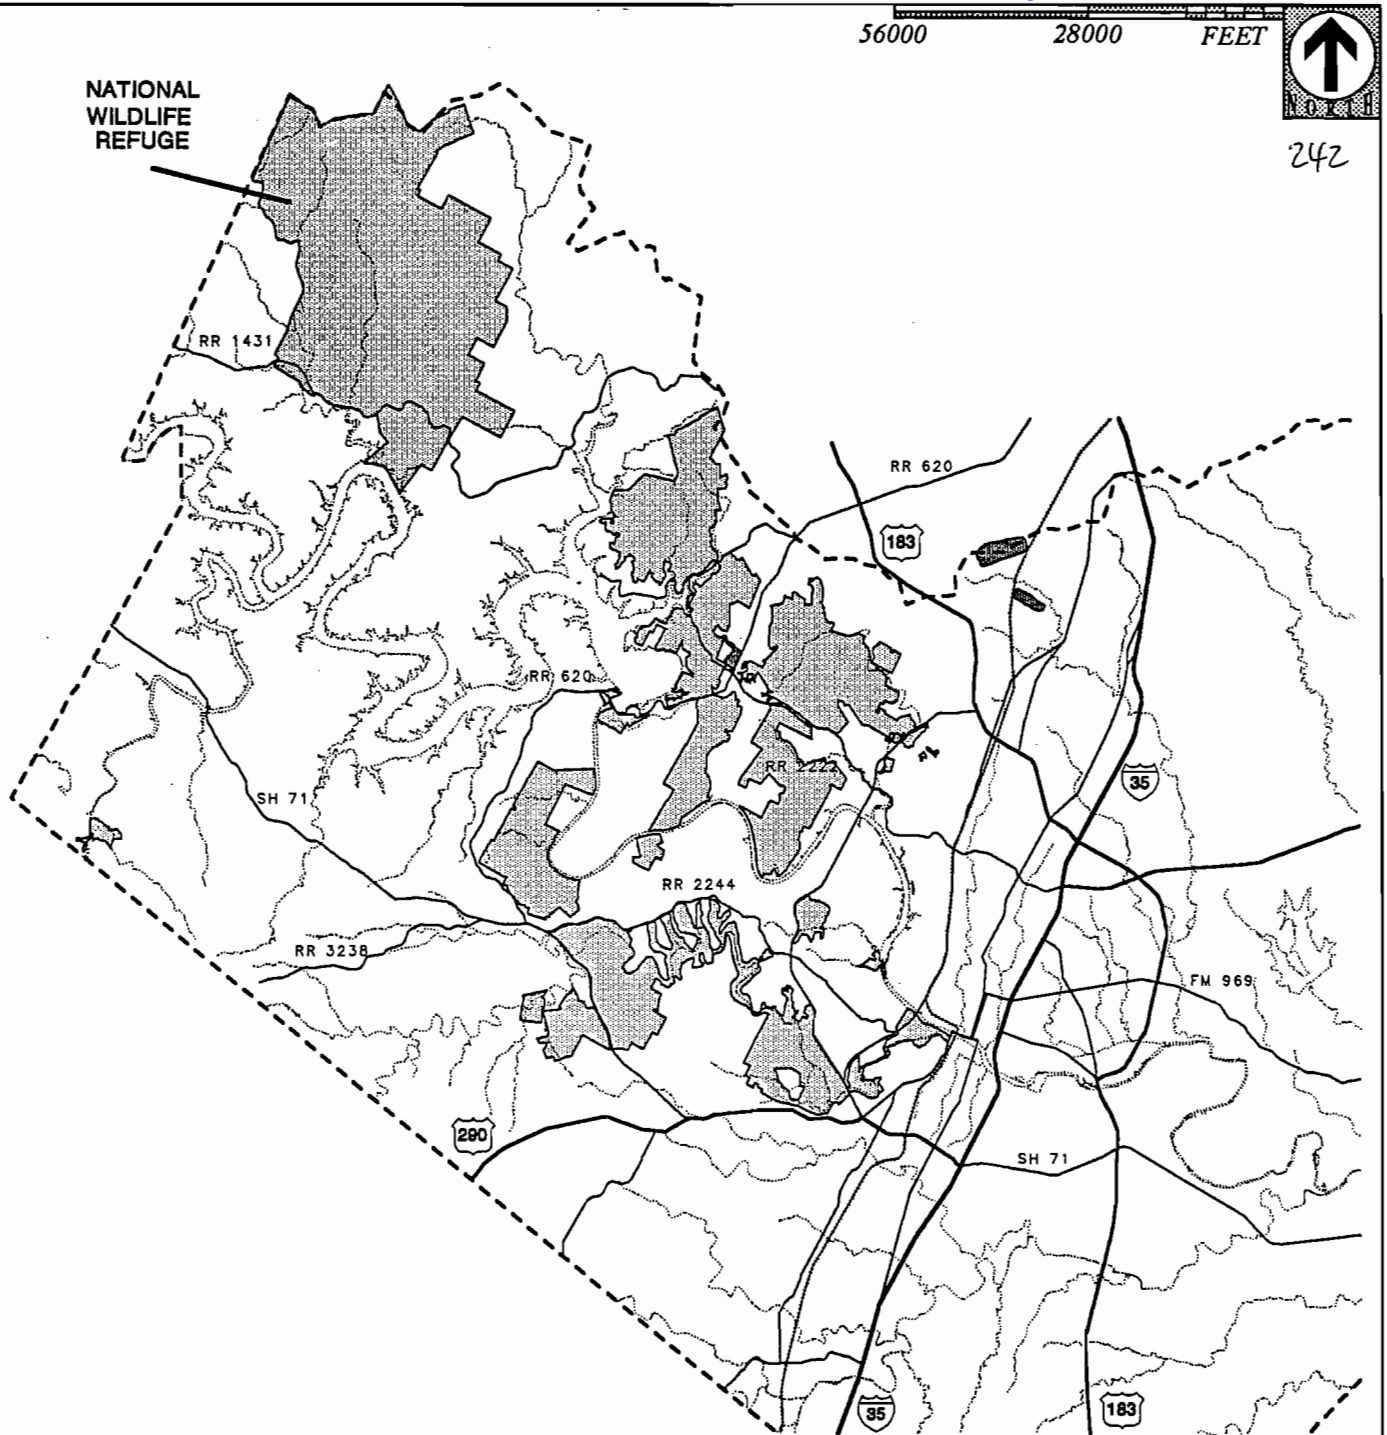 56000 28000 FEET
NORTH
242
NATIONAL
WILDLIFE
REFUGE
RR 1431
RR 620
183
RR 620
RR 2222
35
SH 71
RR 2244
RR 3238
FM 969
290
SH 71
35
183